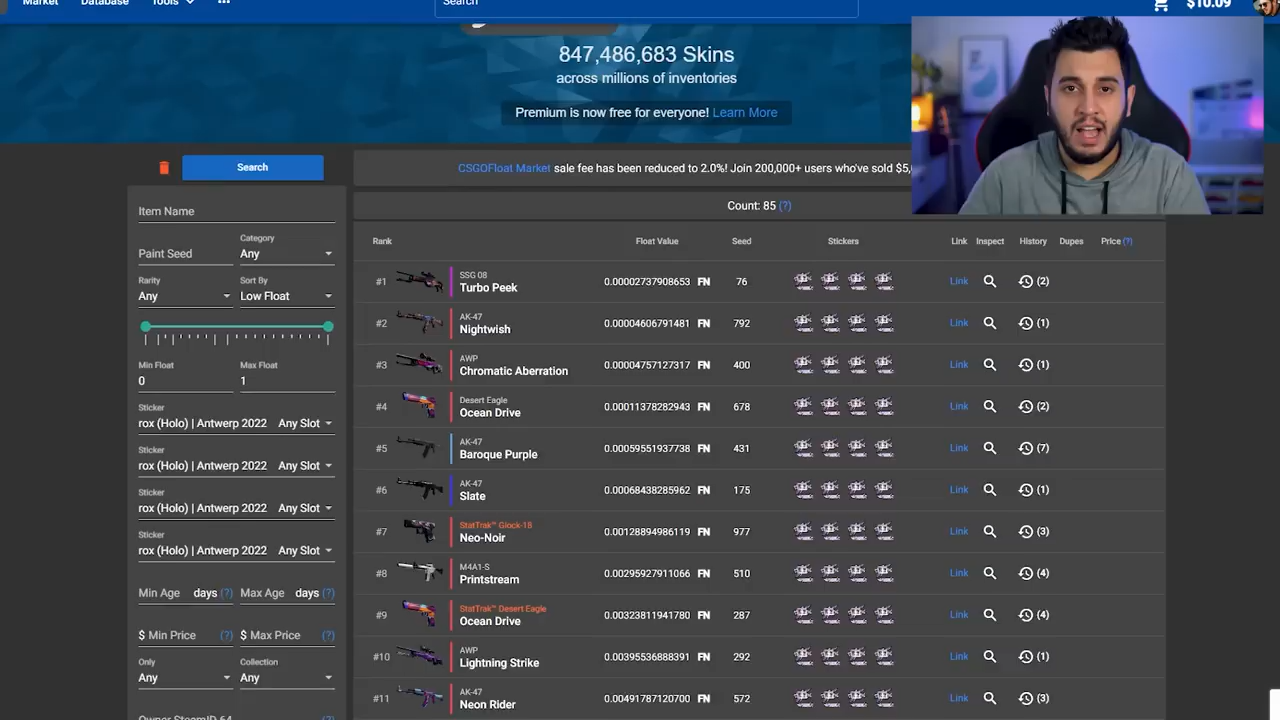 Market Database Tools ... Search $10.09
847,486,683 Skins
across millions of inventories
Premium is now free for everyone! Learn More
Search
CSGOFloat Market sale fee has been reduced to 2.0%! Join 200,000+ users who've sold $5,
Count: 85 (?)
Item Name
Paint Seed
Category
Any
Rarity
Any
Sort By
Low Float
Min Float
0
Max Float
1
Sticker
rox (Holo) | Antwerp 2022 Any Slot
Sticker
rox (Holo) | Antwerp 2022 Any Slot
Sticker
rox (Holo) | Antwerp 2022 Any Slot
Sticker
rox (Holo) | Antwerp 2022 Any Slot
Min Age days (?) Max Age days (?)
$ Min Price (?) $ Max Price (?)
Only
Any
Collection
Any
Owner SteamID 64 (?)
Rank Float Value Seed Stickers Link Inspect History Dupes Price (?)
#1 SSG 08
Turbo Peek 0.00002737908653 FN 76 Link (2)
#2 AK-47
Nightwish 0.00004606791481 FN 792 Link (1)
#3 AWP
Chromatic Aberration 0.00004757127317 FN 400 Link (1)
#4 Desert Eagle
Ocean Drive 0.00011378282943 FN 678 Link (2)
#5 AK-47
Baroque Purple 0.00059551937738 FN 431 Link (7)
#6 AK-47
Slate 0.00068438285962 FN 175 Link (1)
#7 StatTrak™ Glock-18
Neo-Noir 0.00128894986119 FN 977 Link (3)
#8 M4A1-S
Printstream 0.00295927911066 FN 510 Link (4)
#9 StatTrak™ Desert Eagle
Ocean Drive 0.00323811941780 FN 287 Link (4)
#10 AWP
Lightning Strike 0.00395536888391 FN 292 Link (1)
#11 AK-47
Neon Rider 0.00491787120700 FN 572 Link (3)